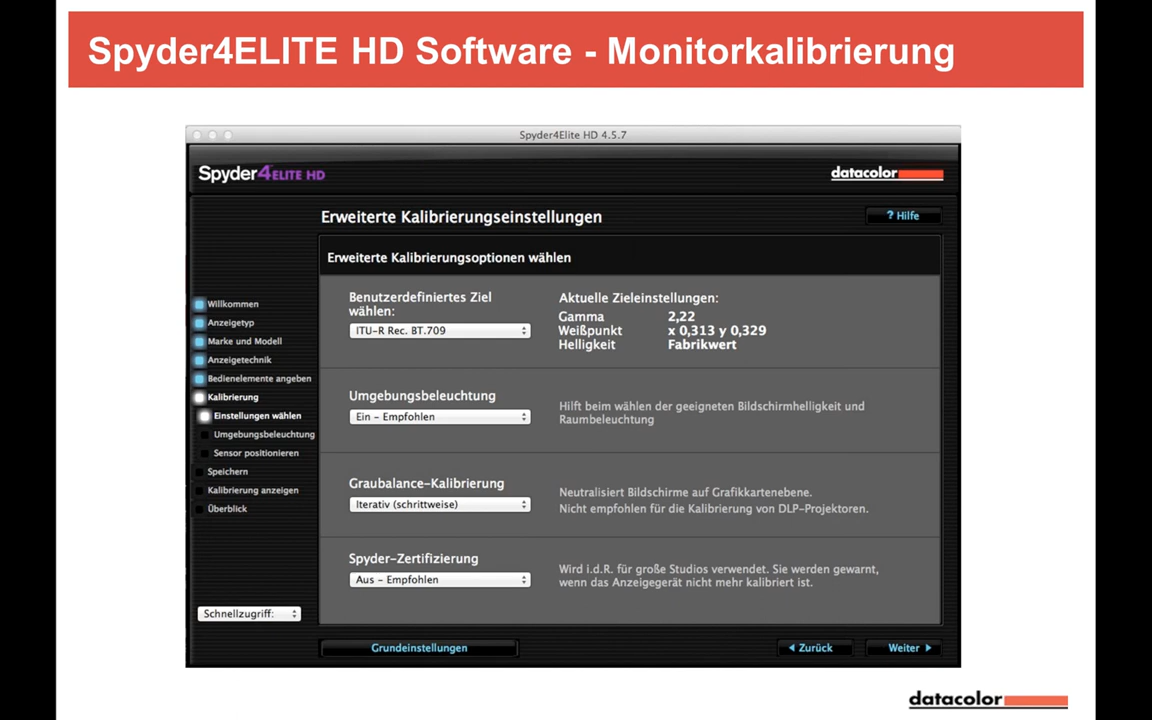 Spyder4ELITE HD Software - Monitorkalibrierung
Spyder4Elite HD 4.5.7
Spyder4ELITE HD
datacolor
Erweiterte Kalibrierungseinstellungen
? Hilfe
Erweiterte Kalibrierungsoptionen wählen
Willkommen
Anzeigetyp
Marke und Modell
Anzeigetechnik
Bedienelemente angeben
Kalibrierung
Einstellungen wählen
Umgebungsbeleuchtung
Sensor positionieren
Speichern
Kalibrierung anzeigen
Überblick
Schnellzugriff:
Benutzerdefiniertes Ziel
wählen:
ITU-R Rec. BT.709
Aktuelle Zieleinstellungen:
Gamma 2,22
Weißpunkt x 0,313 y 0,329
Helligkeit Fabrikwert
Umgebungsbeleuchtung
Ein – Empfohlen
Hilft beim wählen der geeigneten Bildschirmhelligkeit und
Raumbeleuchtung
Graubalance-Kalibrierung
Iterativ (schrittweise)
Neutralisiert Bildschirme auf Grafikkartenebene.
Nicht empfohlen für die Kalibrierung von DLP-Projektoren.
Spyder-Zertifizierung
Aus – Empfohlen
Wird i.d.R. für große Studios verwendet. Sie werden gewarnt,
wenn das Anzeigegerät nicht mehr kalibriert ist.
Grundeinstellungen
Zurück
Weiter
datacolor